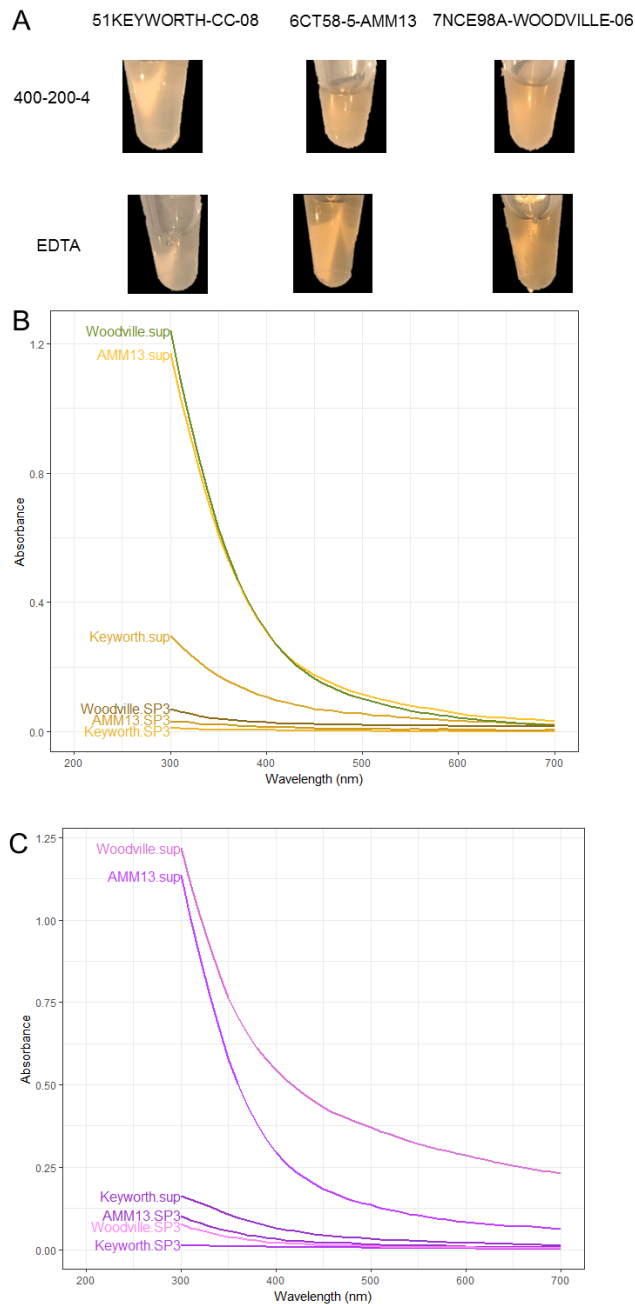 A
51KEYWORTH-CC-08 6CT58-5-AMM13 7NCE98A-WOODVILLE-06
400-200-4
EDTA
B
Woodville.sup
AMM13.sup
Keyworth.sup
Woodville.SP3
AMM13.SP3
Keyworth.SP3
1.2
0.8
0.4
0.0
Absorbance
200 300 400 500 600 700
Wavelength (nm)
C
Woodville.sup
AMM13.sup
Keyworth.sup
AMM13.SP3
Woodville.SP3
Keyworth.SP3
1.25
1.00
0.75
0.50
0.25
0.00
Absorbance
200 300 400 500 600 700
Wavelength (nm)